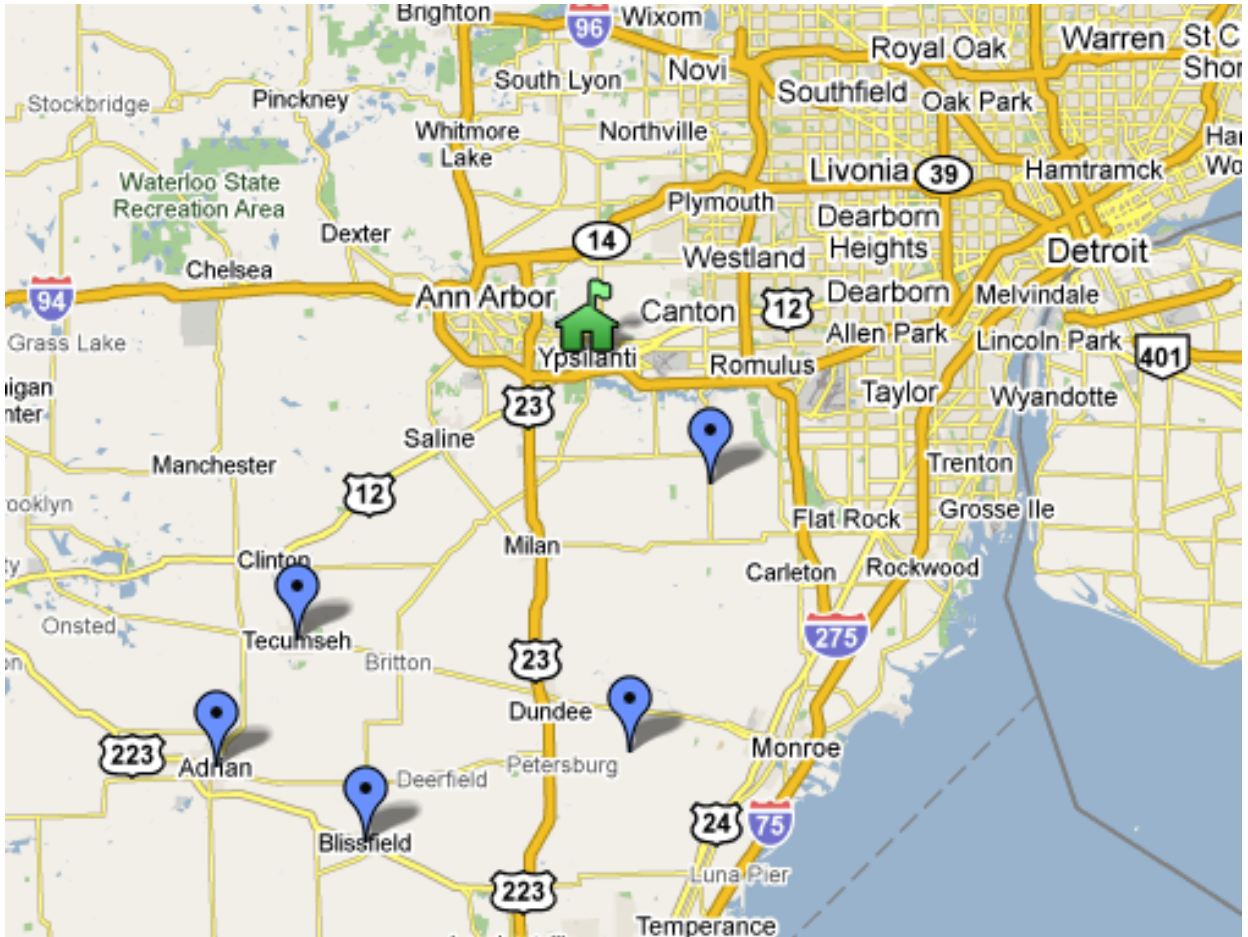 Brighton
96
Wixom
Royal Oak
Warren
St C
Shor
Novi
South Lyon
Southfield
Oak Park
Stockbridge
Pinckney
Whitmore
Lake
Northville
Livonia
39
Hamtramck
Waterloo State
Recreation Area
Plymouth
Dearborn
Heights
Dexter
14
Westland
Detroit
Chelsea
94
Ann Arbor
Canton
12
Dearborn
Melvindale
Grass Lake
Ypsilanti
Allen Park
Lincoln Park
401
Romulus
higan
nter
23
Taylor
Wyandotte
Saline
Manchester
Trenton
12
rooklyn
Flat Rock
Grosse Ile
Milan
Clinton
Carleton
Rockwood
Onsted
Tecumseh
275
Britton
23
Dundee
Monroe
223
Adrian
Deerfield
Petersburg
24
75
Blissfield
Luna Pier
223
Temperance